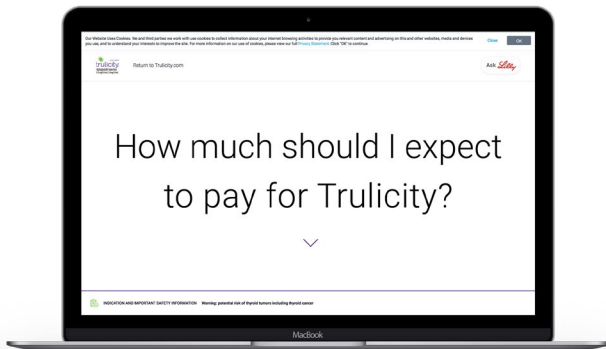 Our Website Uses Cookies. We and third parties we work with use cookies to collect information about your internet browsing activities to provide you relevant content and advertising on this and other websites, media and devices
you use, and to understand your interests to improve the site. For more information on our use of cookies, please view our full Privacy Statement. Click "OK" to continue
Close
OK
trulicity
Return to Trulicity.com
Ask Lilly
How much should I expect
to pay for Trulicity?
INDICATION AND IMPORTANT SAFETY INFORMATION Warning: potential risk of thyroid tumors including thyroid cancer
MacBook